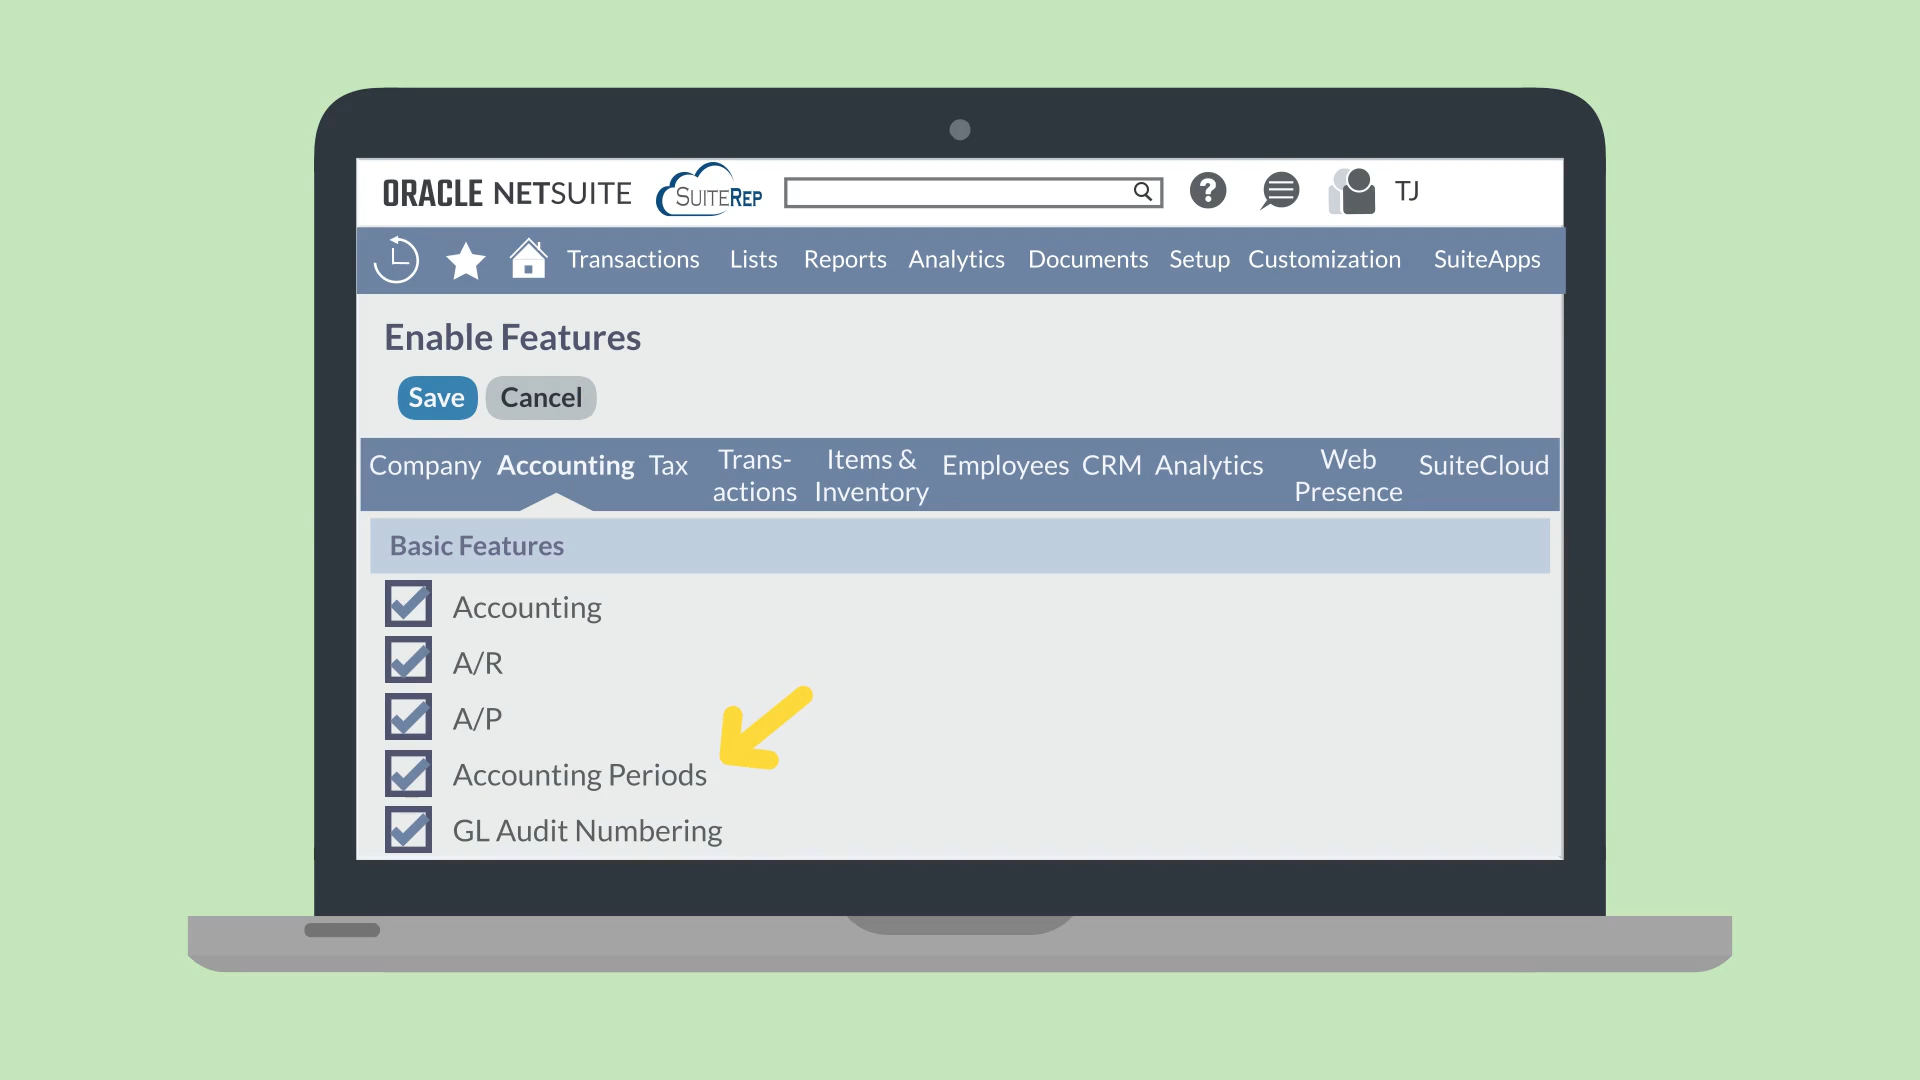 ORACLE NETSUITE SUITEREP TJ
Transactions Lists Reports Analytics Documents Setup Customization SuiteApps
Enable Features
Save Cancel
Company Accounting Tax Trans-
actions Items &
Inventory Employees CRM Analytics Web
Presence SuiteCloud
Basic Features
Accounting
A/R
A/P
Accounting Periods
GL Audit Numbering